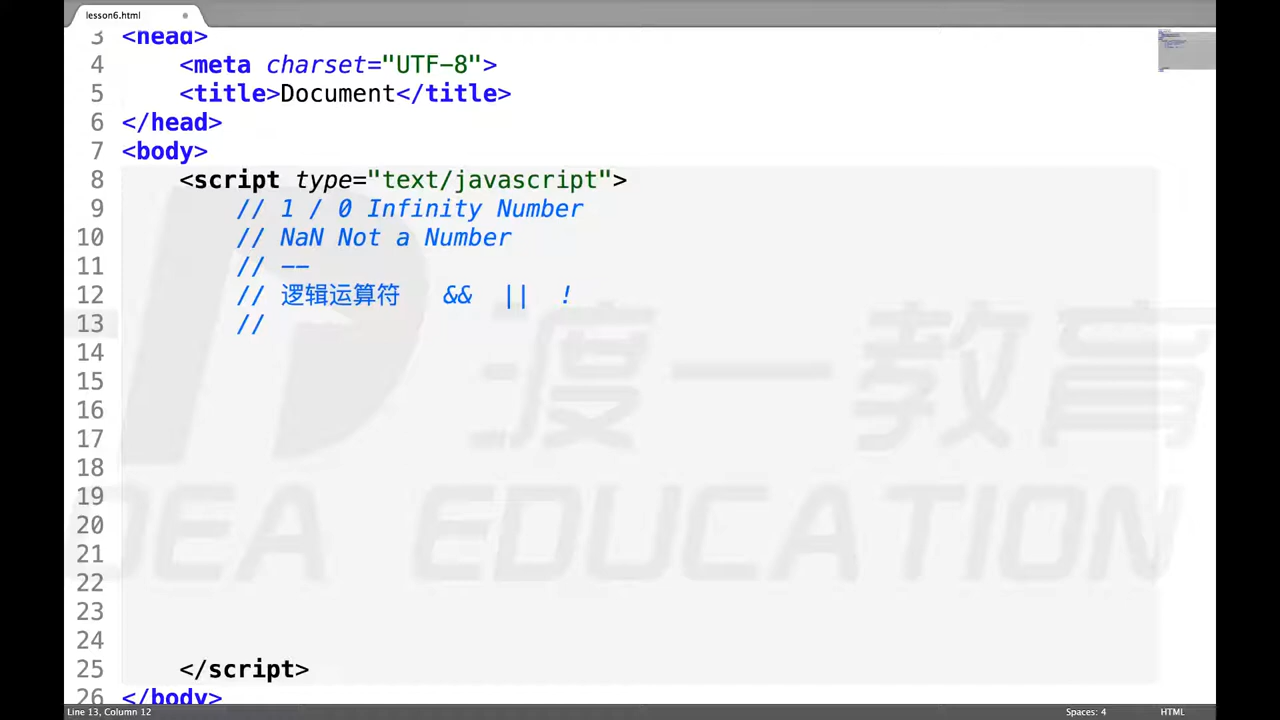 lesson6.html
3 <head>
4 <meta charset="UTF-8">
5 <title>Document</title>
6 </head>
7 <body>
8 <script type="text/javascript">
9 // 1 / 0 Infinity Number
10 // NaN Not a Number
11 // --
12 // 逻辑运算符 && || !
13 //
14
15
16
17
18
19
20
21
22
23
24
25 </script>
26 </body>
渡一教育
IDEA EDUCATION
Line 13, Column 12
Spaces: 4
HTML